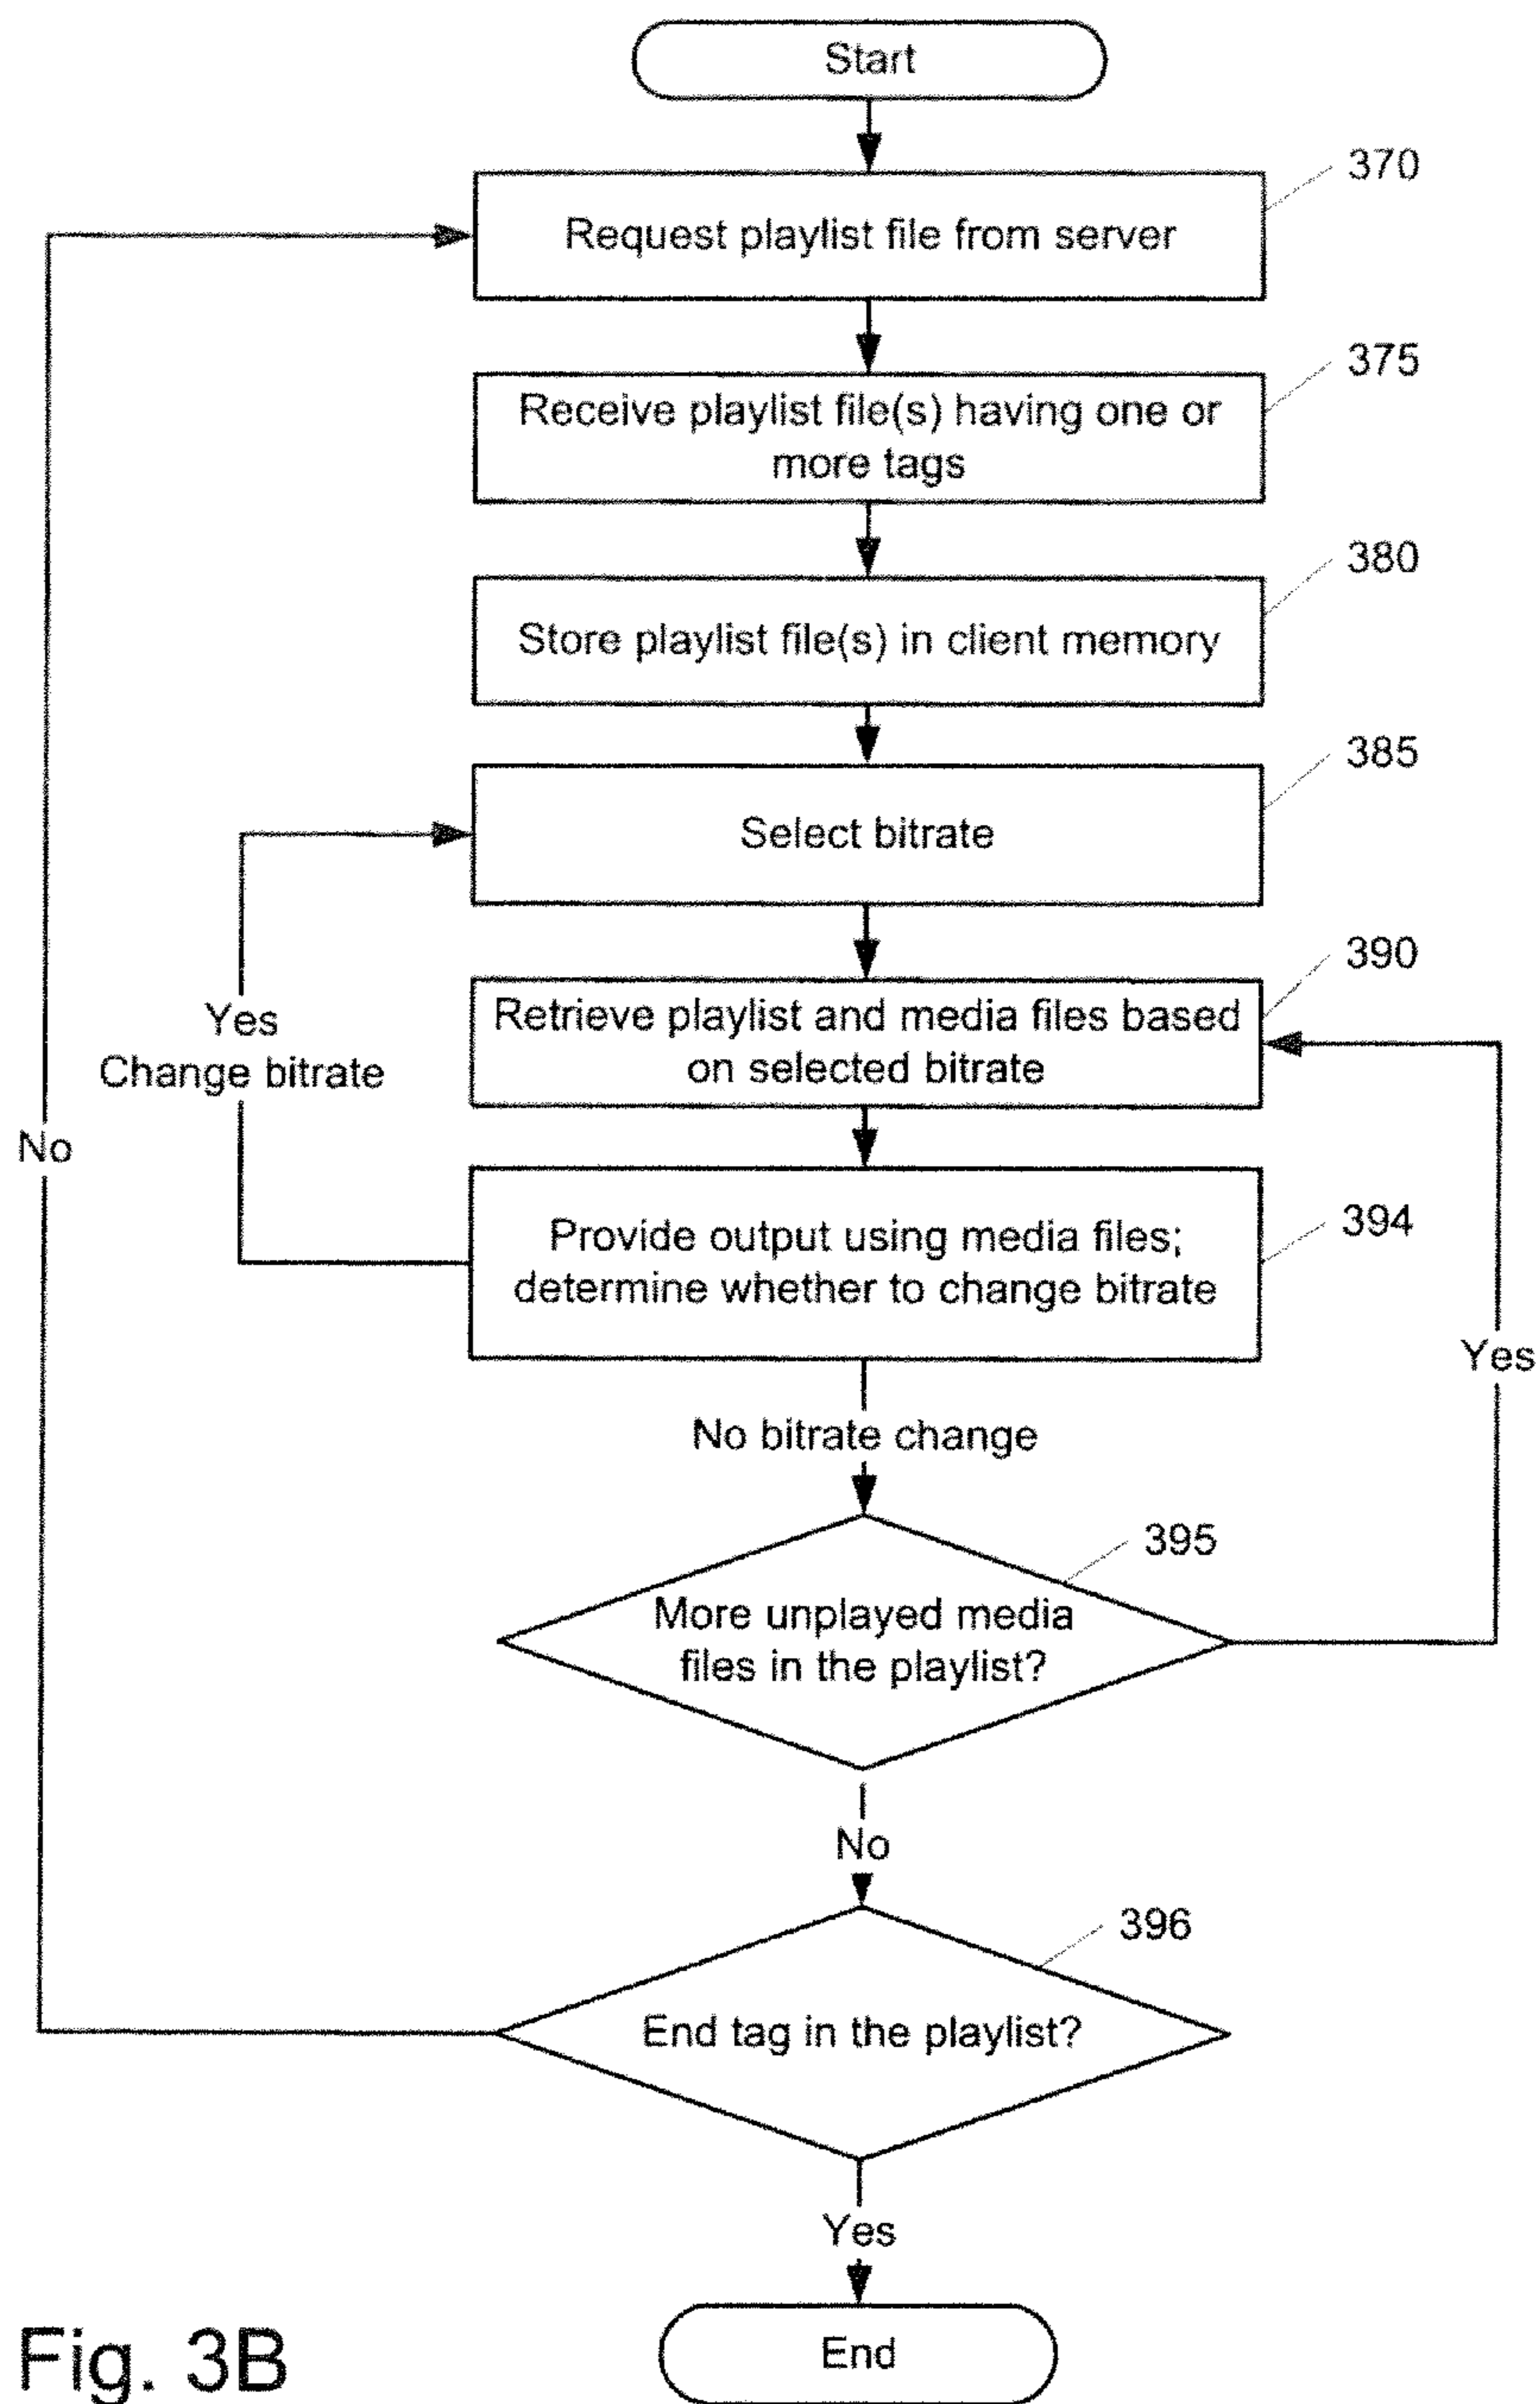 Start
370
Request playlist file from server
375
Receive playlist file(s) having one or
more tags
380
Store playlist file(s) in client memory
385
Select bitrate
390
Retrieve playlist and media files based
on selected bitrate
Yes
Change bitrate
No
394
Provide output using media files;
determine whether to change bitrate
Yes
No bitrate change
395
More unplayed media
files in the playlist?
No
396
End tag in the playlist?
Yes
End
Fig. 3B